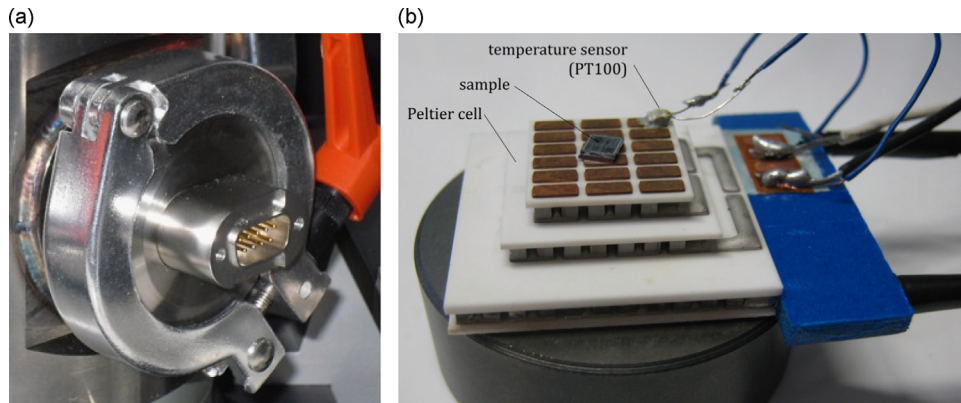 (a)
(b)
temperature sensor
(PT100)
sample
Peltier cell